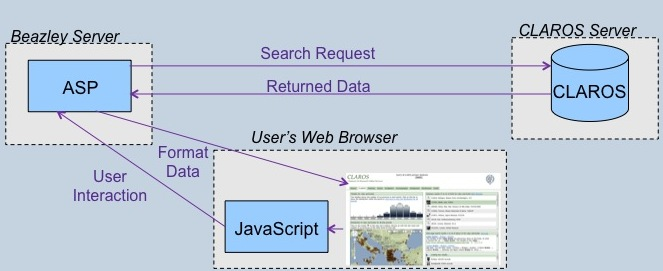 Beazley Server
CLAROS Server
Search Request
ASP
Returned Data
CLAROS
User's Web Browser
Format
Data
User
Interaction
CLAROS
JavaScript